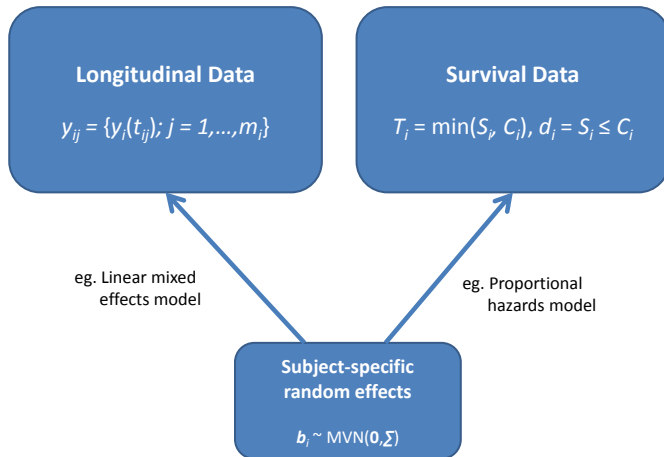 Longitudinal Data
y_ij = {y_i(t_ij); j = 1,...,m_i}
Survival Data
T_i = min(S_i, C_i), d_i = S_i ≤ C_i
eg. Linear mixed
effects model
eg. Proportional
hazards model
Subject-specific
random effects
b_i ~ MVN(0,Σ)